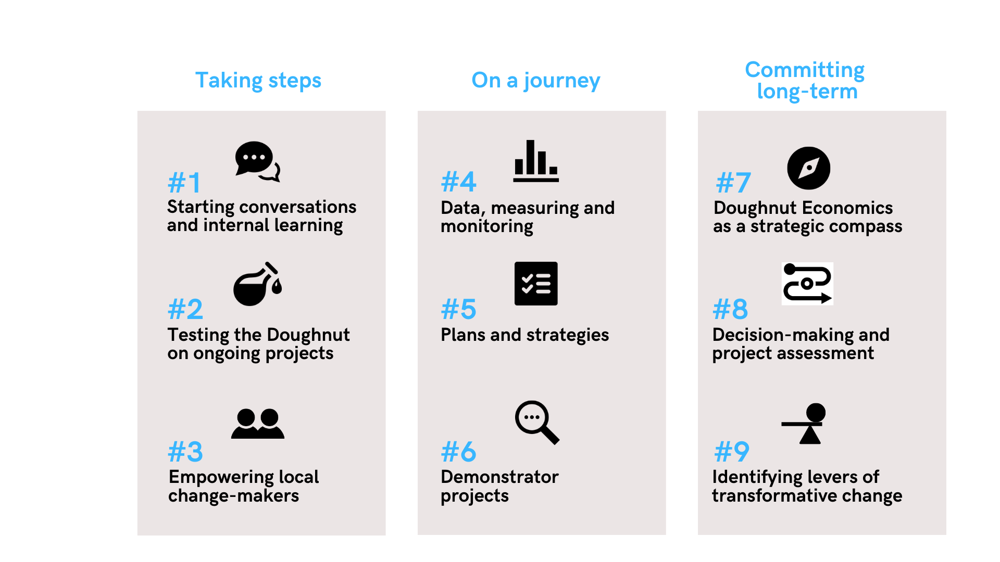 Taking steps
#1
Starting conversations
and internal learning
#2
Testing the Doughnut
on ongoing projects
#3
Empowering local
change-makers
On a journey
#4
Data, measuring and
monitoring
#5
Plans and strategies
#6
Demonstrator
projects
Committing
long-term
#7
Doughnut Economics
as a strategic compass
#8
Decision-making and
project assessment
#9
Identifying levers of
transformative change